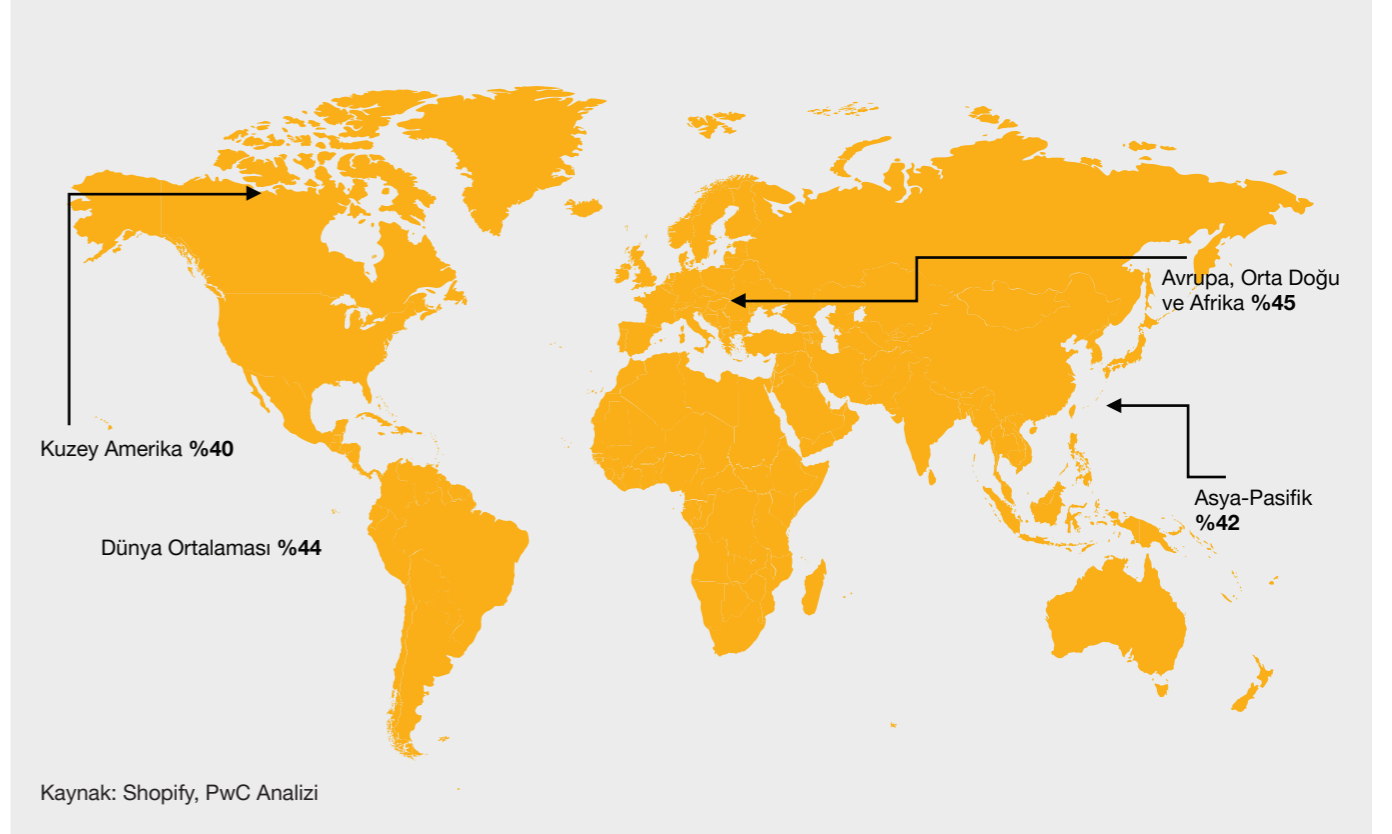 Avrupa, Orta Doğu
ve Afrika %45
Kuzey Amerika %40
Asya-Pasifik
%42
Dünya Ortalaması %44
Kaynak: Shopify, PwC Analizi